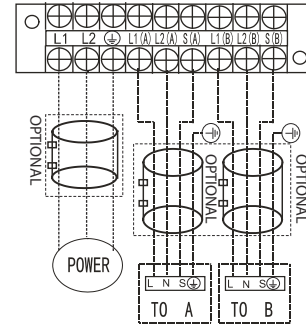 L1 L2 L1(A) L2(A) S(A) L1(B) L2(B) S(B)
OPTIONAL
OPTIONAL
OPTIONAL
POWER
L N S
L N S
TO A
TO B